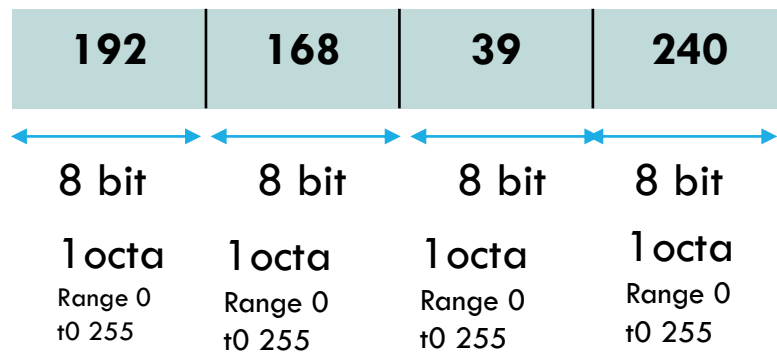 192 168 39 240
8 bit 8 bit 8 bit 8 bit
1octa 1octa 1octa 1octa
Range 0 Range 0 Range 0 Range 0
t0 255 t0 255 t0 255 t0 255